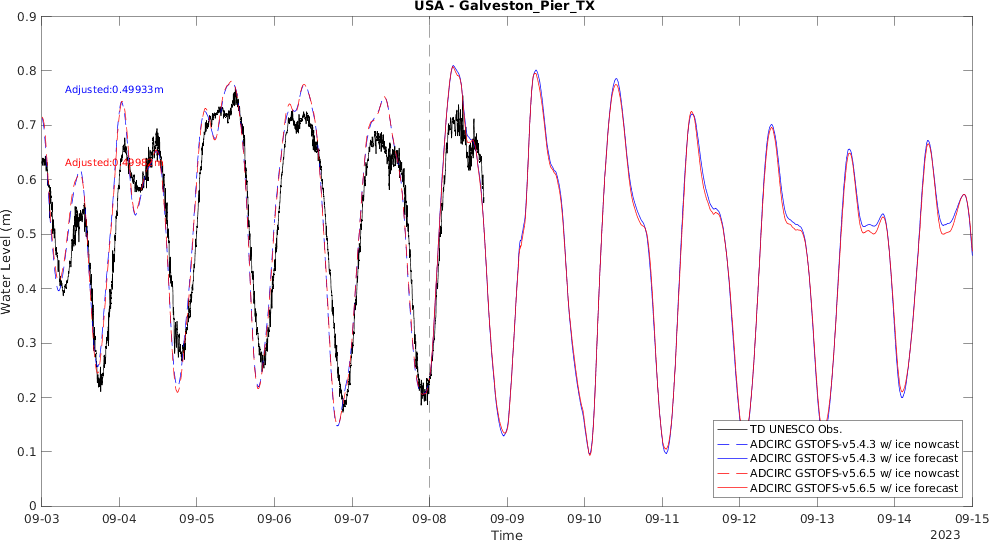 USA - Galveston_Pier_TX
0.9
0.8
0.7
0.6
0.5
0.4
0.3
0.2
0.1
0
Water Level (m)
Adjusted:0.49933m
TD UNESCO Obs.
ADCIRC GSTOFS-v5.4.3 w/ ice nowcast
ADCIRC GSTOFS-v5.4.3 w/ ice forecast
ADCIRC GSTOFS-v5.6.5 w/ ice nowcast
ADCIRC GSTOFS-v5.6.5 w/ ice forecast
09-03 09-04 09-05 09-06 09-07 09-08 09-09 09-10 09-11 09-12 09-13 09-14 09-15
Time
2023